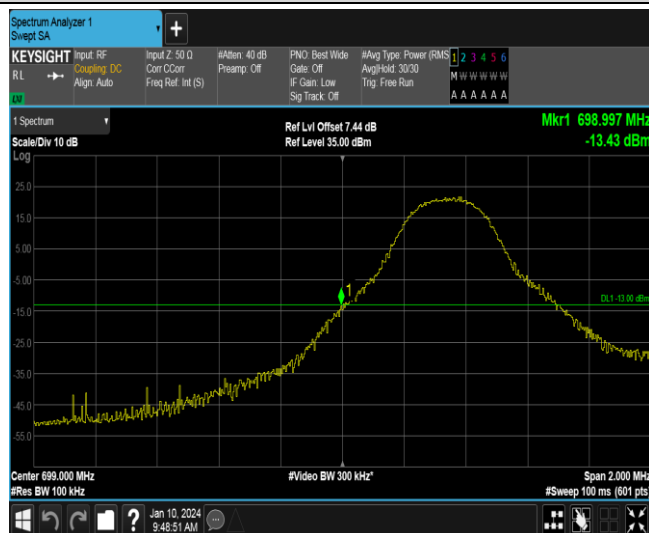 Spectrum Analyzer 1
Swept SA
KEYSIGHT
RL
LXI
Input: RF
Coupling: DC
Align: Auto
Input Z: 50 Ω
Corr CCorr
Freq Ref: Int (S)
#Atten: 40 dB
Preamp: Off
PNO: Best Wide
Gate: Off
IF Gain: Low
Sig Track: Off
#Avg Type: Power (RMS
Avg|Hold: 30/30
Trig: Free Run
1 2 3 4 5 6
M W W W W W
A A A A A A
1 Spectrum
Scale/Div 10 dB
Log
Ref Lvl Offset 7.44 dB
Ref Level 35.00 dBm
Mkr1 698.997 MHz
-13.43 dBm
25.0
15.0
5.00
-5.00
-15.0
-25.0
-35.0
-45.0
-55.0
1
DL1 -13.00 dBm
Center 699.000 MHz
#Res BW 100 kHz
#Video BW 300 kHz*
Span 2.000 MHz
#Sweep 100 ms (601 pts)
?
Jan 10, 2024
9:48:51 AM